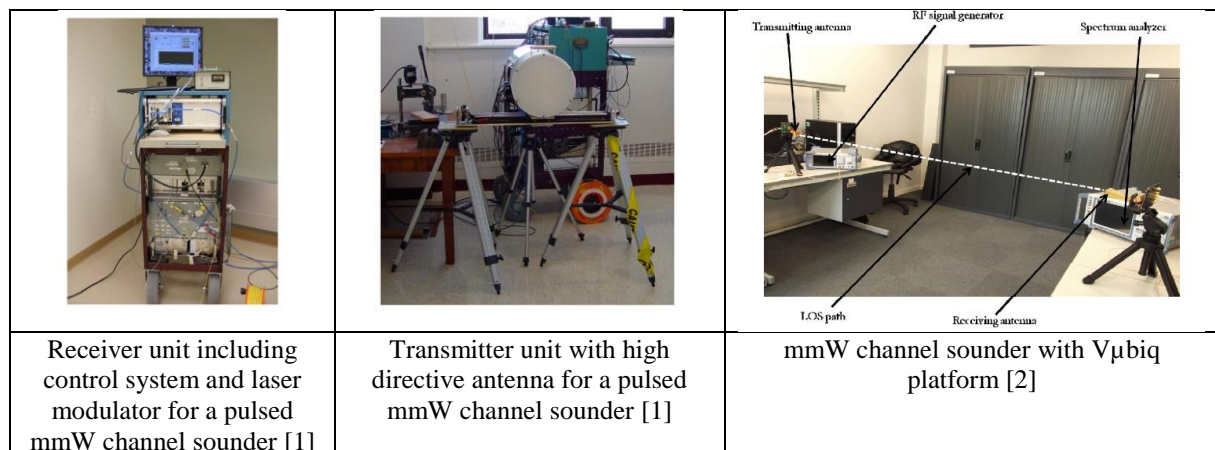 RF signal generator
Transmitting antenna
Spectrum analyzer
LOS path
Receiving antenna
Receiver unit including
control system and laser
modulator for a pulsed
mmW channel sounder [1]
Transmitter unit with high
directive antenna for a pulsed
mmW channel sounder [1]
mmW channel sounder with Vµbiq
platform [2]